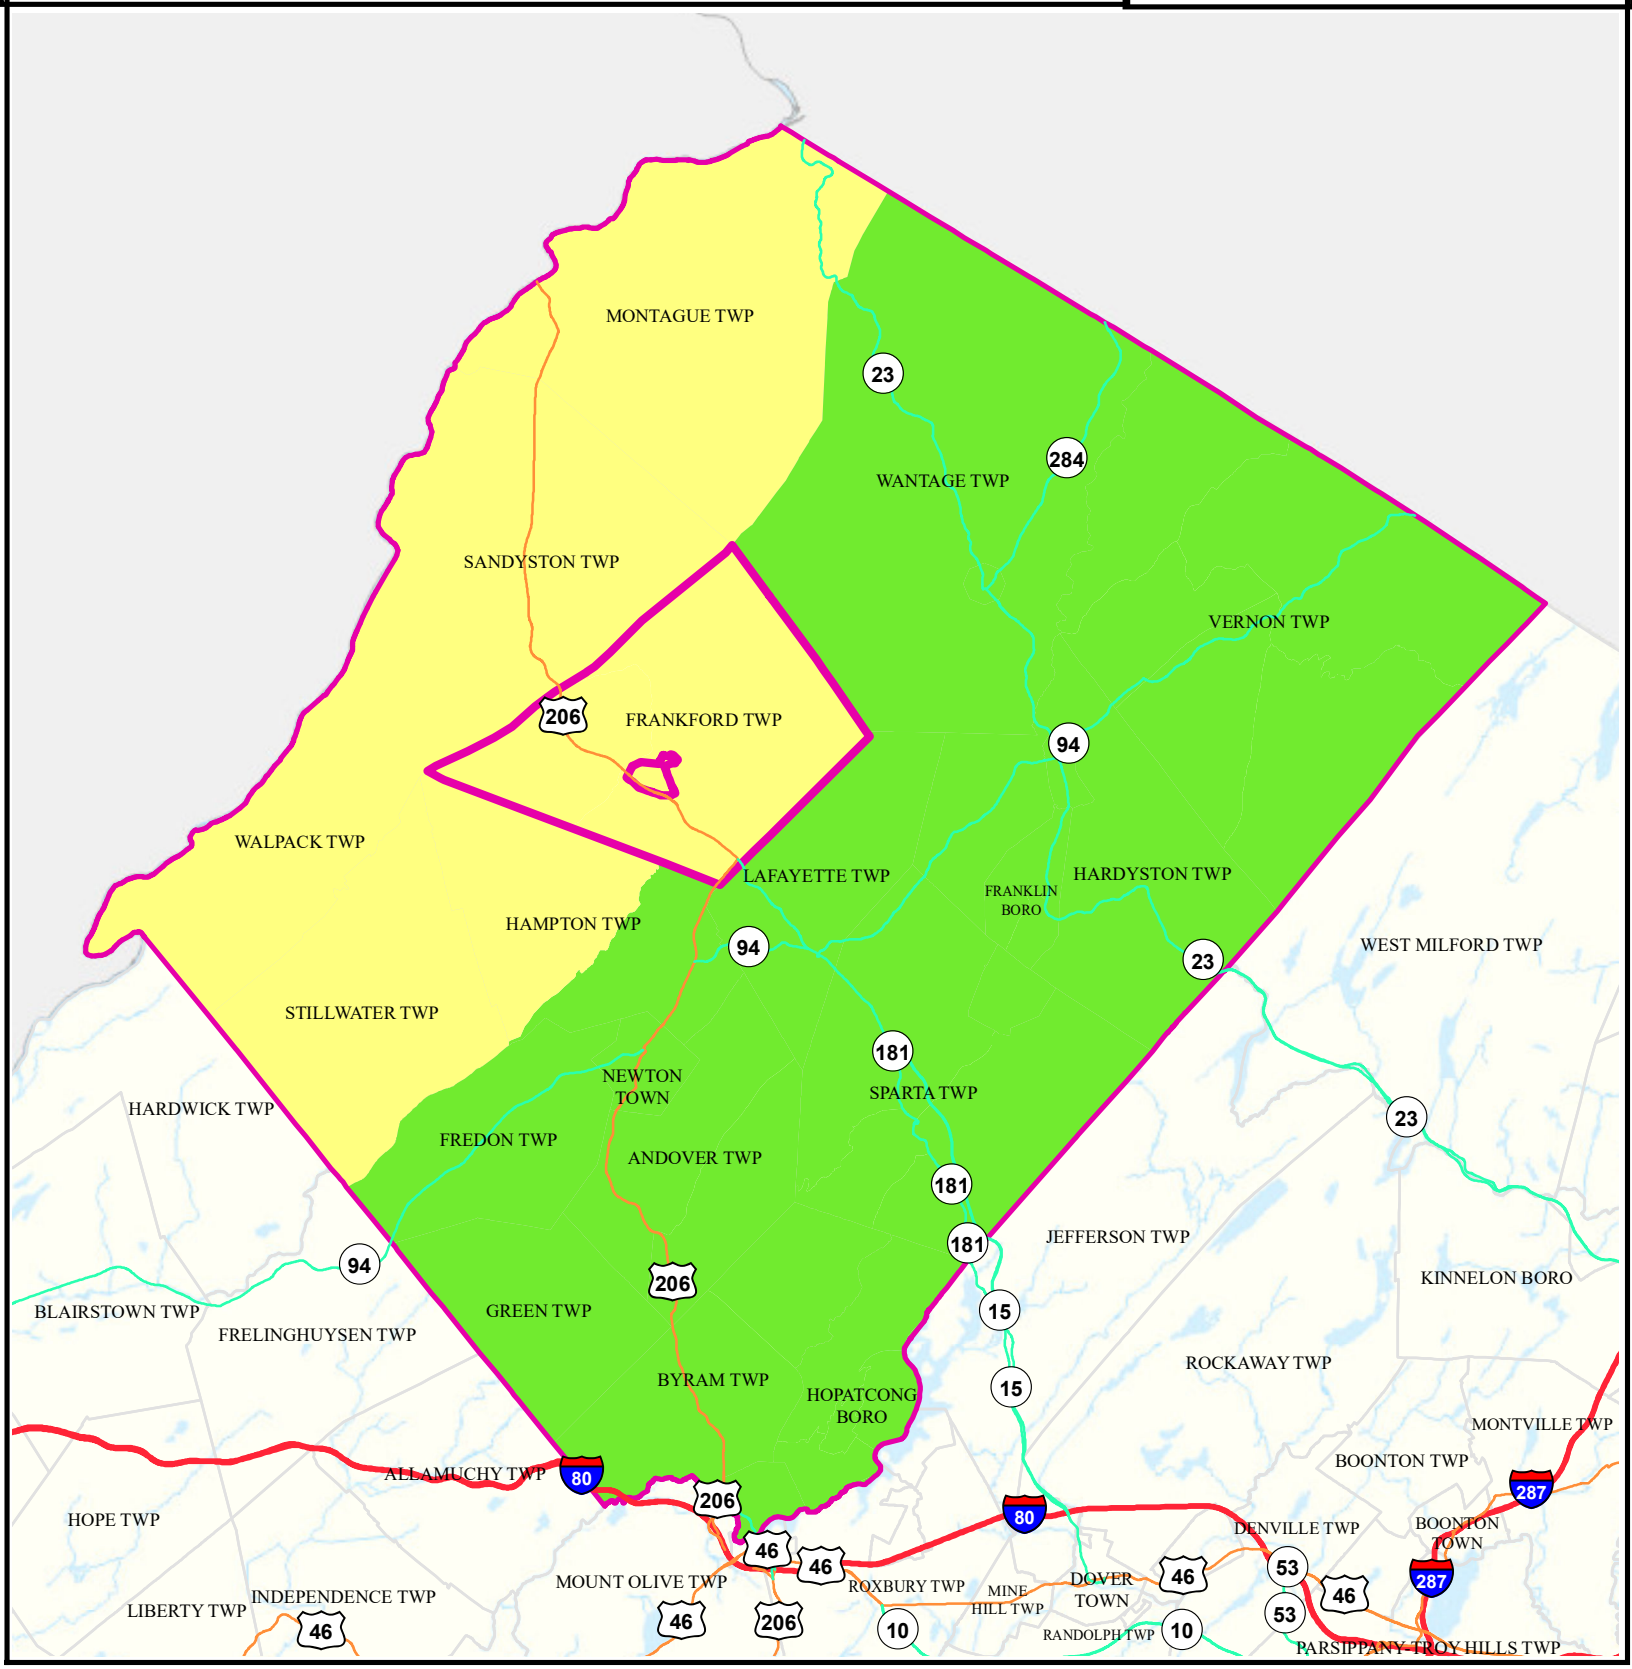 MONTAGUE TWP
23
284
WANTAGE TWP
SANDYSTON TWP
VERNON TWP
206
FRANKFORD TWP
94
WALPACK TWP
LAFAYETTE TWP
HARDYSTON TWP
FRANKLIN
BORO
HAMPTON TWP
94
23
WEST MILFORD TWP
STILLWATER TWP
181
NEWTON
TOWN
SPARTA TWP
HARDWICK TWP
23
FREDON TWP
ANDOVER TWP
181
181
JEFFERSON TWP
94
206
KINNELON BORO
BLAIRSTOWN TWP
GREEN TWP
15
FRELINGHUYSEN TWP
ROCKAWAY TWP
BYRAM TWP
15
HOPATCONG
BORO
MONTVILLE TWP
BOONTON TWP
ALLAMUCHY TWP
80
287
206
80
HOPE TWP
DENVILLE TWP
BOONTON
TOWN
46
46
53
46
287
MOUNT OLIVE TWP
ROXBURY TWP
MINE
HILL TWP
DOVER
TOWN
46
INDEPENDENCE TWP
LIBERTY TWP
46
46
206
10
53
RANDOLPH TWP
10
PARSIPPANY-TROY HILLS TWP